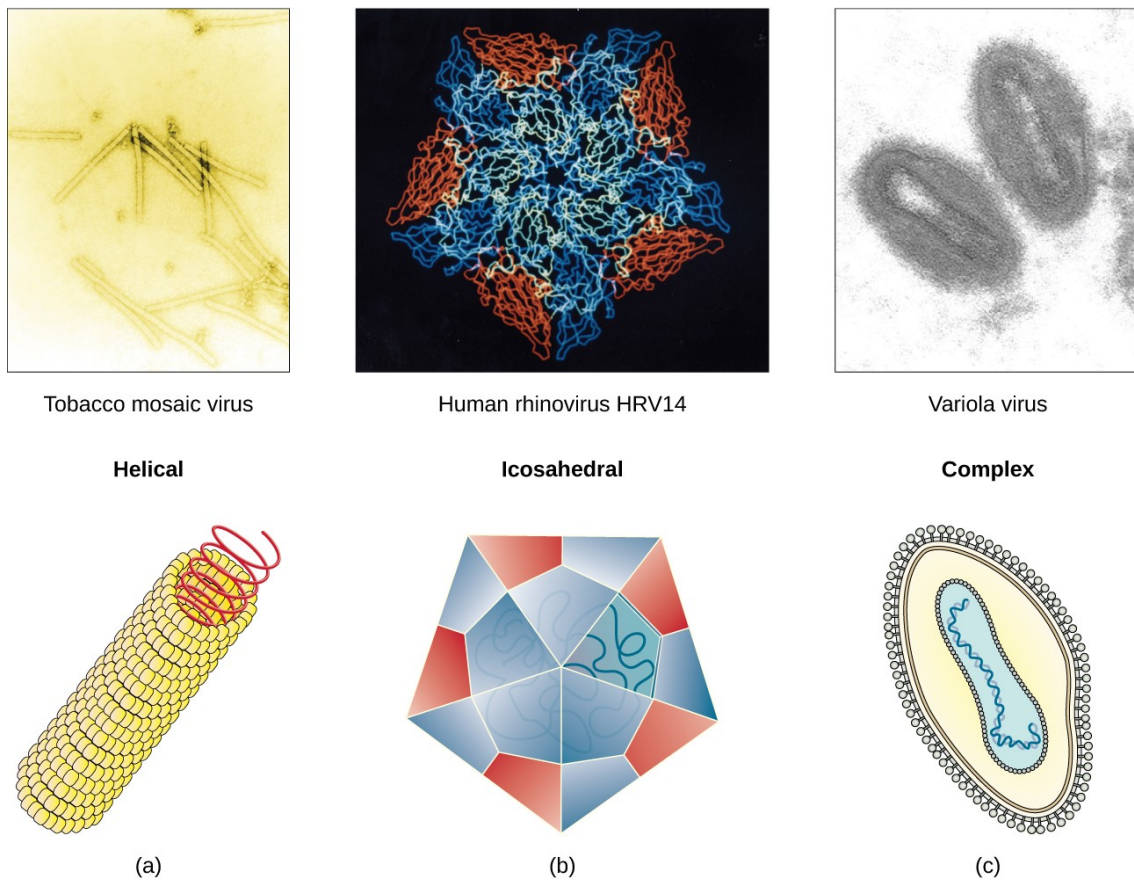 Tobacco mosaic virus
Human rhinovirus HRV14
Variola virus
Helical
Icosahedral
Complex
(a)
(b)
(c)